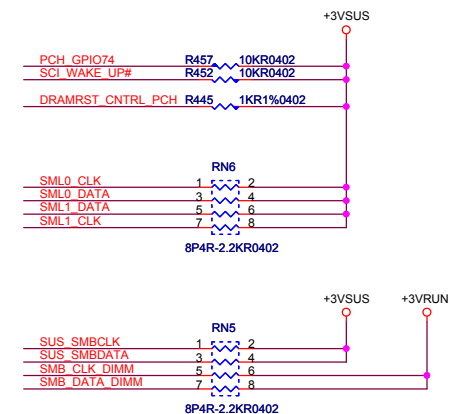 +3VSUS
PCH_GPIO74 R457 10KR0402
SCI_WAKE_UP# R452 10KR0402
DRAMRST_CNTRL_PCH R445 1KR1%0402
RN6
SML0_CLK 1 2
SML0_DATA 3 4
SML1_DATA 5 6
SML1_CLK 7 8
8P4R-2.2KR0402
+3VSUS +3VRUN
RN5
SUS_SMBCLK 1 2
SUS_SMBDATA 3 4
SMB_CLK_DIMM 5 6
SMB_DATA_DIMM 7 8
8P4R-2.2KR0402